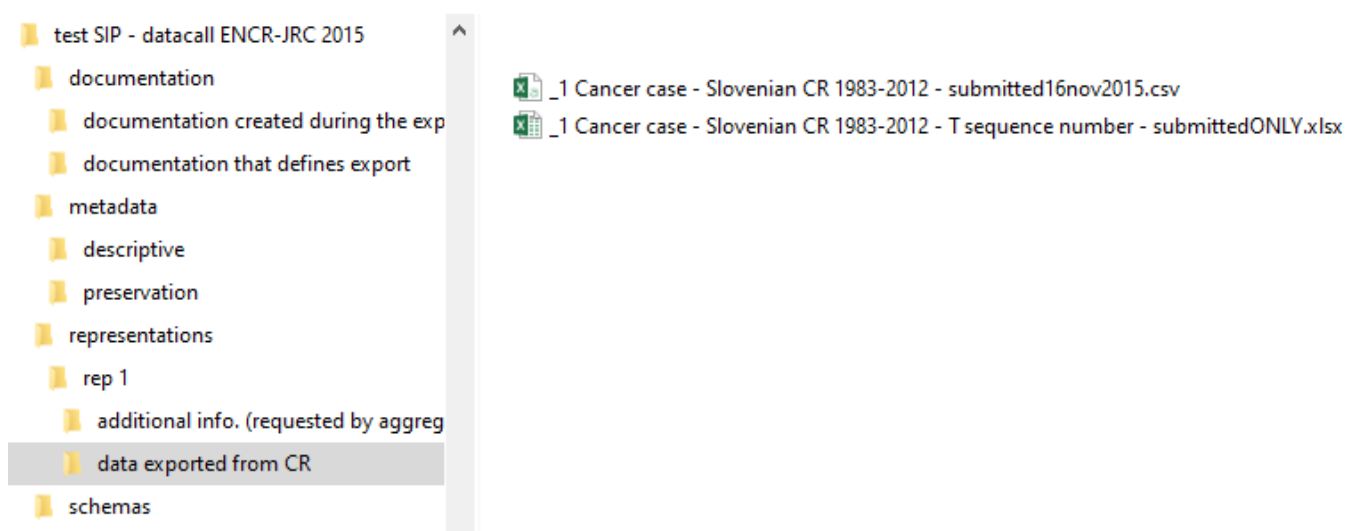 test SIP - datacall ENCR-JRC 2015
documentation
documentation created during the exp
documentation that defines export
metadata
descriptive
preservation
representations
rep 1
additional info. (requested by aggreg
data exported from CR
schemas
_1 Cancer case - Slovenian CR 1983-2012 - submitted16nov2015.csv
_1 Cancer case - Slovenian CR 1983-2012 - T sequence number - submittedONLY.xlsx